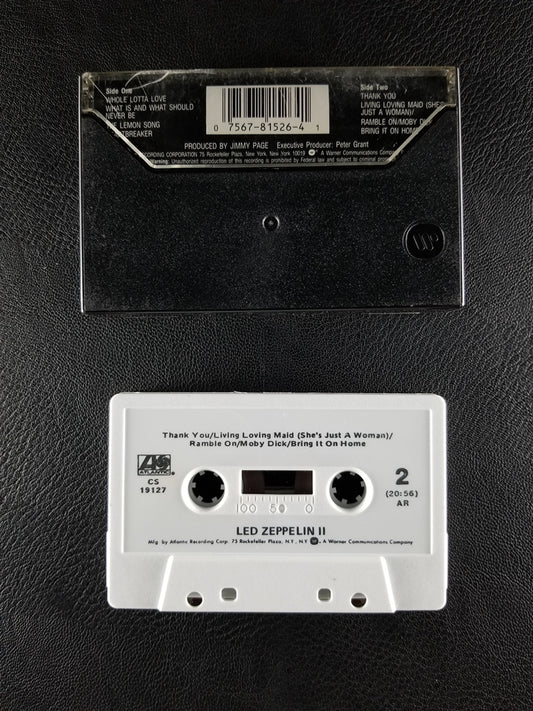 Side One
WHOLE LOTTA LOVE
WHAT IS AND WHAT SHOULD
NEVER BE
THE LEMON SONG
TBREAKER
0 7567-81526-4 1
Side Two
THANK YOU
LIVING LOVING MAID (SHE'S
JUST A WOMAN)/
RAMBLE ON/MOBY DICK/
BRING IT ON HOME
PRODUCED BY JIMMY PAGE Executive Producer: Peter Grant
CORDING CORPORATION 75 Rockefeller Plaza, New York, New York 10019 A Warner Communications Company
Warning: Unauthorized reproduction of this recording is prohibited by Federal law and subject to criminal
Thank You/Living Loving Maid (She's Just A Woman)/
Ramble On/Moby Dick/Bring It On Home
ATLANTIC
CS
19127
2
(20:56)
AR
100 50 0
LED ZEPPELIN II
Mfg. by Atlantic Recording Corp. 75 Rockefeller Plaza, N.Y., N.Y. A Warner Communications Company